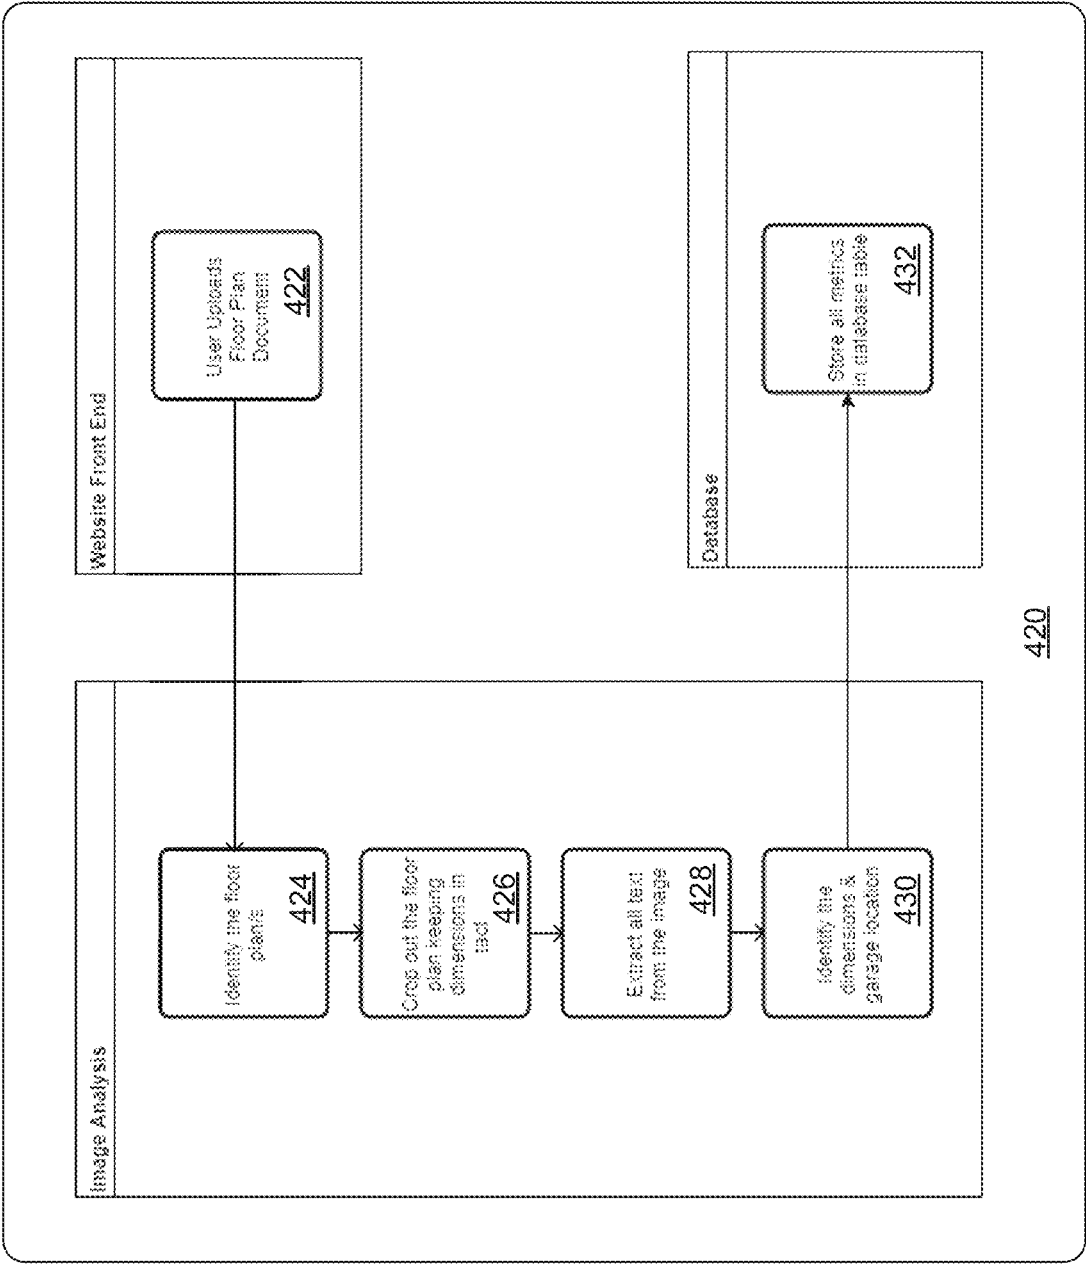 Image Analysis
Identify the floor
plan/s
424
Crop out the floor
plan keeping
dimensions in
tact
426
Extract all text
from the image
428
Identify the
dimensions &
garage location
430
Website Front End
User Uploads
Floor Plan
Document
422
Database
Store all metrics
in database table
432
420